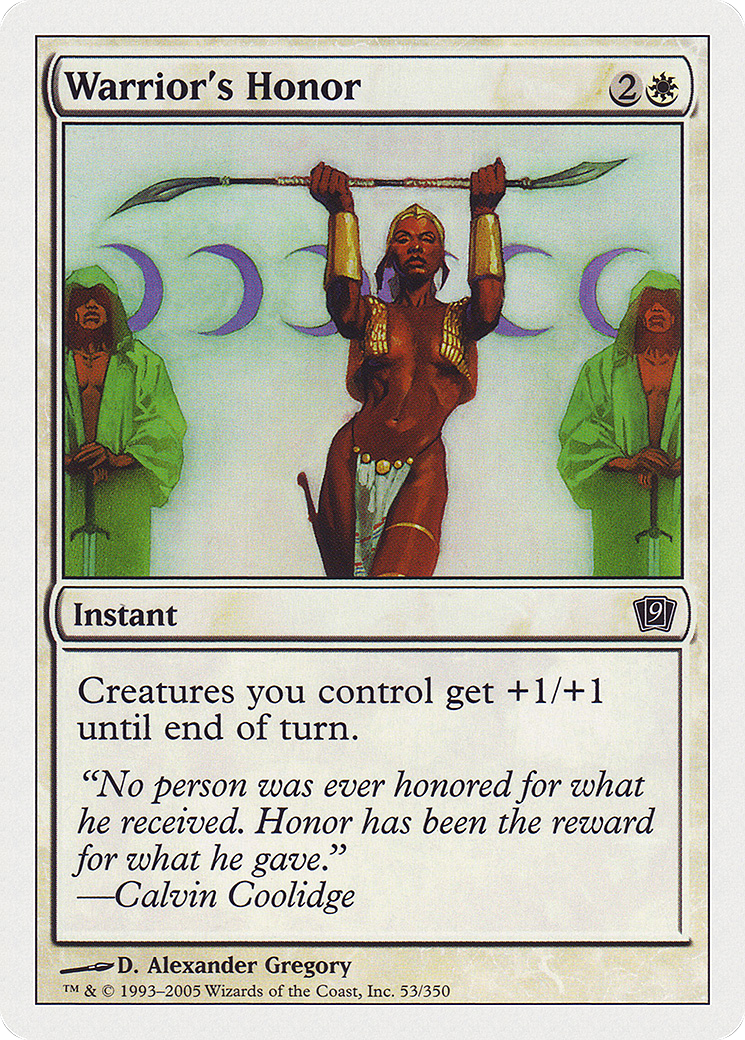 Warrior's Honor 2
Instant 9
Creatures you control get +1/+1
until end of turn.
“No person was ever honored for what
he received. Honor has been the reward
for what he gave.”
—Calvin Coolidge
D. Alexander Gregory
™ & © 1993–2005 Wizards of the Coast, Inc. 53/350